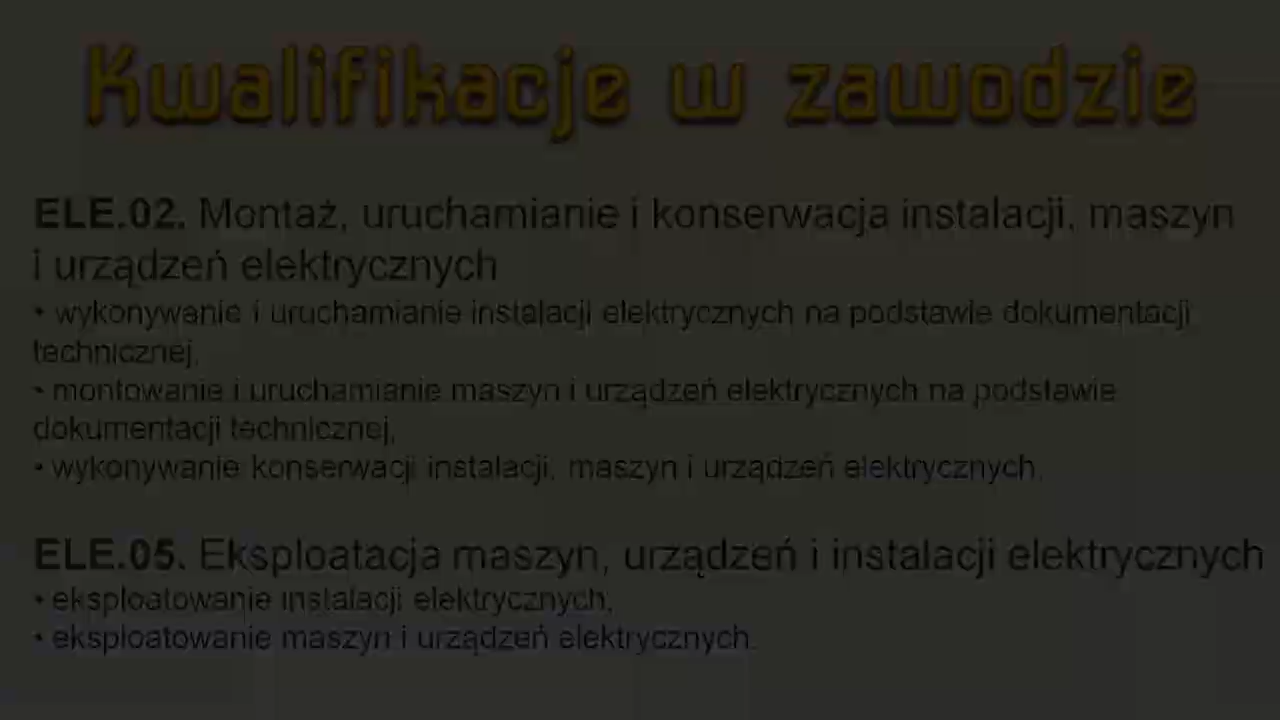 Kwalifikacje w zawodzie
ELE.02. Montaż, uruchamianie i konserwacja instalacji, maszyn
i urządzeń elektrycznych
• wykonywanie i uruchamianie instalacji elektrycznych na podstawie dokumentacji
technicznej,
• montowanie i uruchamianie maszyn i urządzeń elektrycznych na podstawie
dokumentacji technicznej,
• wykonywanie konserwacji instalacji, maszyn i urządzeń elektrycznych,
ELE.05. Eksploatacja maszyn, urządzeń i instalacji elektrycznych
• eksploatowanie instalacji elektrycznych,
• eksploatowanie maszyn i urządzeń elektrycznych.